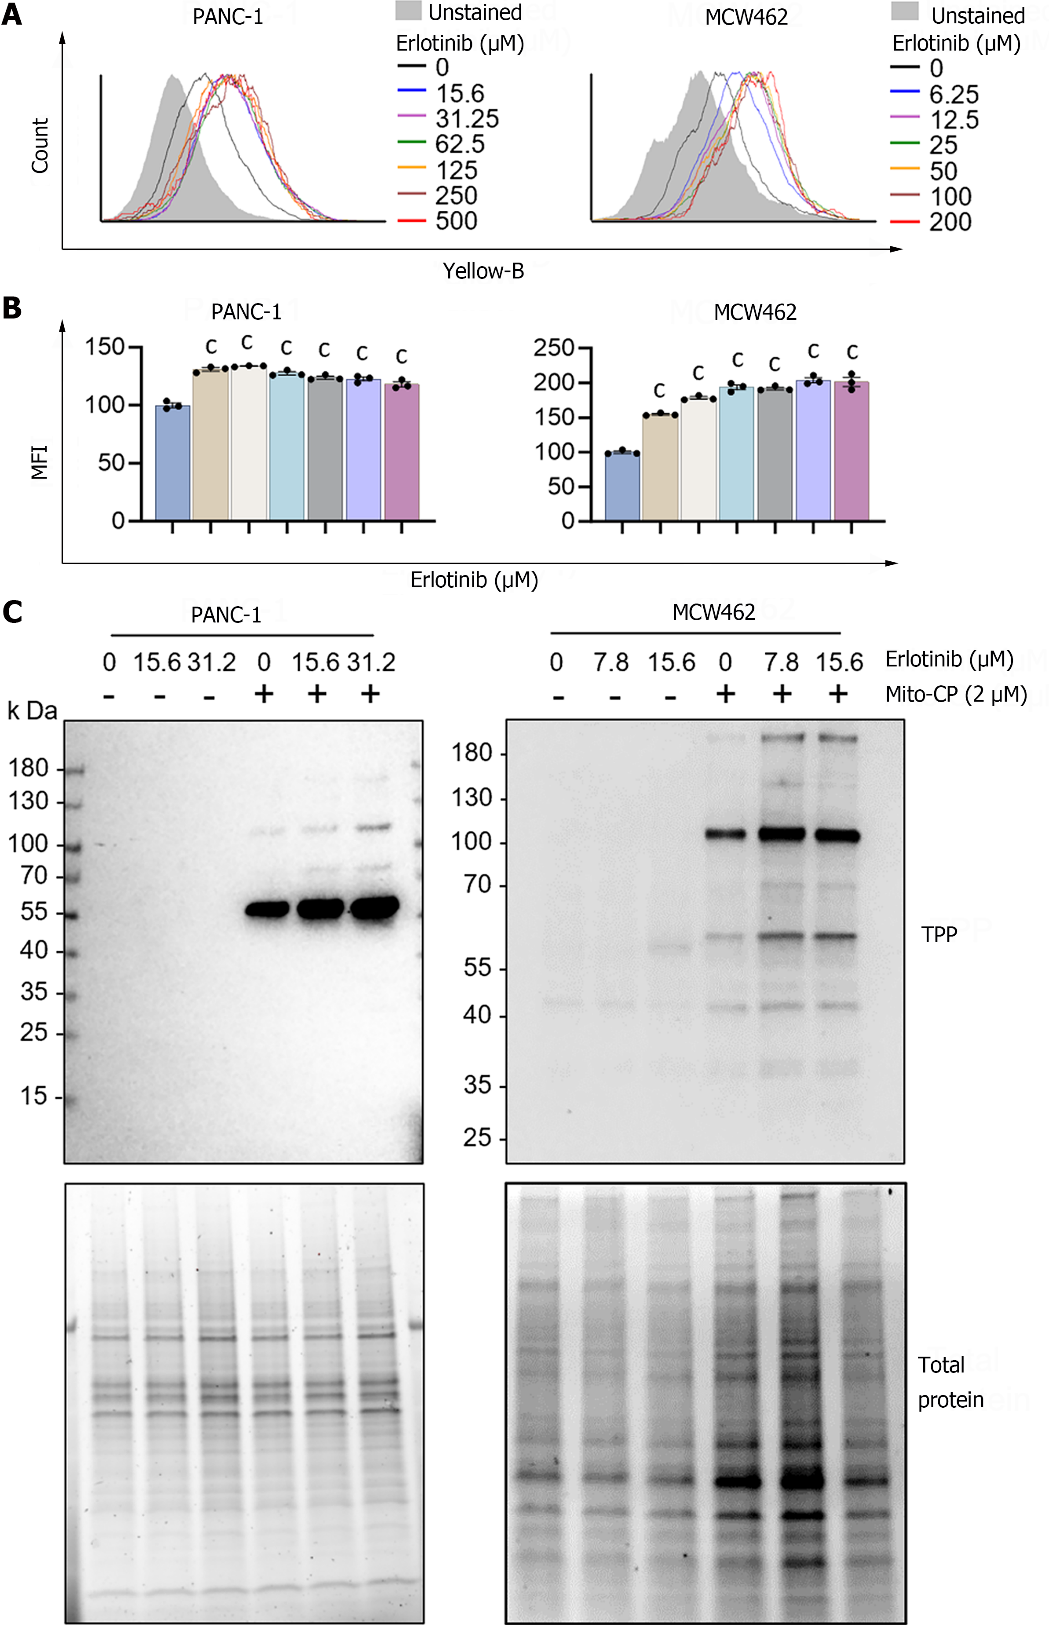 A
PANC-1
Unstained
Erlotinib (μM)
0
15.6
31.25
62.5
125
250
500
MCW462
Unstained
Erlotinib (μM)
0
6.25
12.5
25
50
100
200
Count
Yellow-B
B
PANC-1
MCW462
150
100
50
0
c c c c c c
250
200
150
100
50
0
c c c c c c
MFI
Erlotinib (μM)
C
PANC-1
MCW462
0 15.6 31.2 0 15.6 31.2
0 7.8 15.6 0 7.8 15.6 Erlotinib (μM)
- - - + + +
- - - + + + Mito-CP (2 μM)
k Da
180
130
100
70
55
40
35
25
15
180
130
100
70
55
40
35
25
TPP
Total
protein